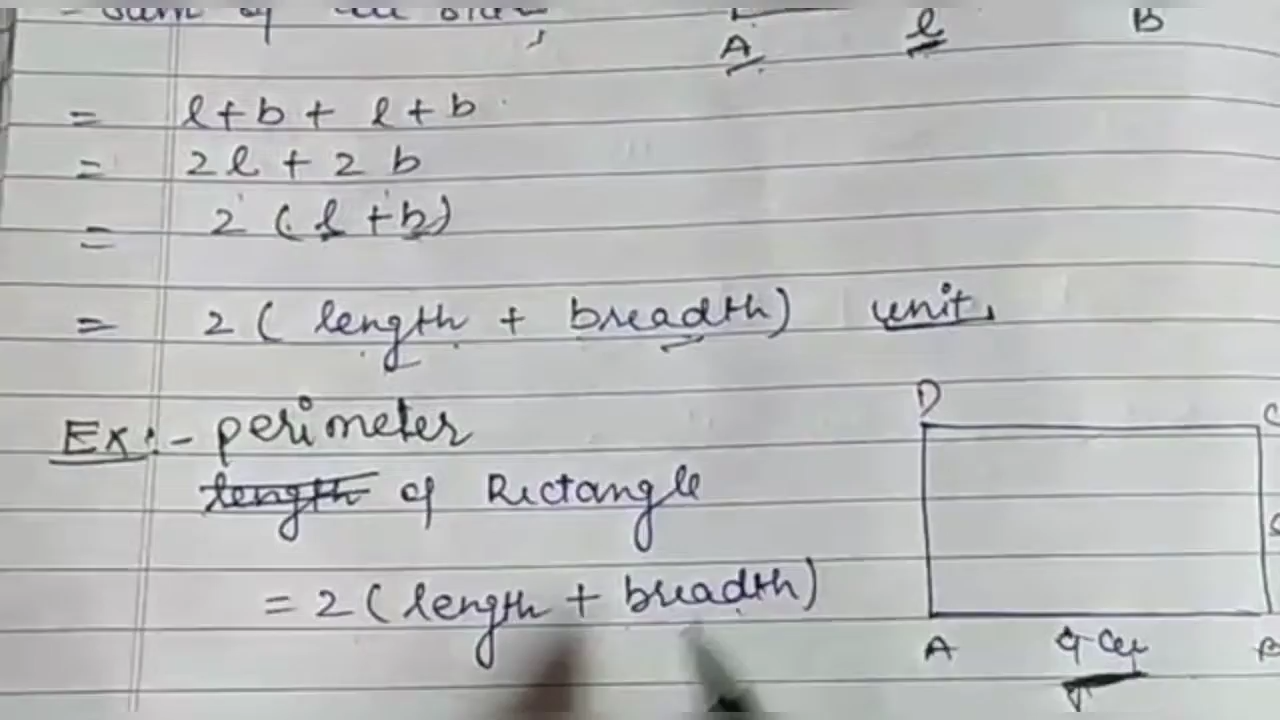 A l B
= l+b + l+b
= 2l + 2b
= 2 (l +b)
= 2 ( length + breadth) unit.
Ex:- perimeter
length of Rectangle
= 2 ( length + breadth)
D C
A B